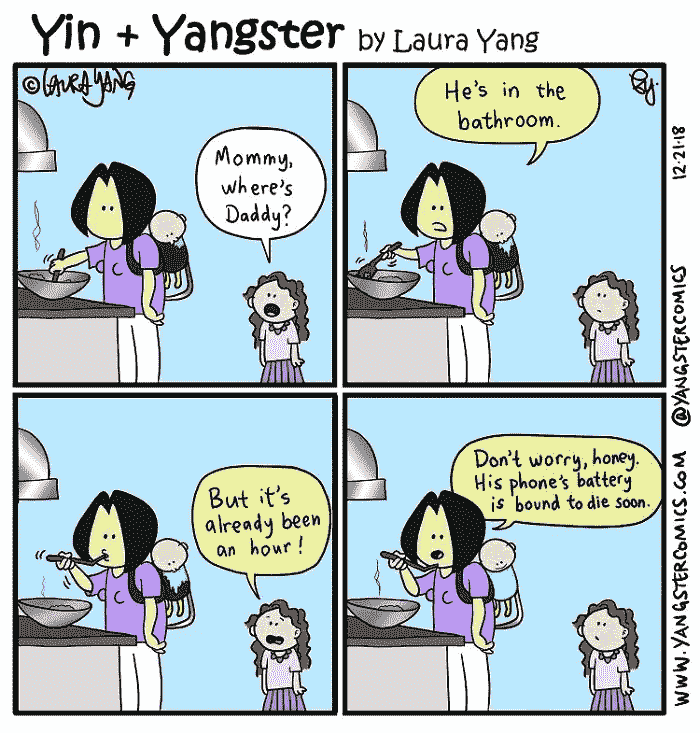 Yin + Yangster by Laura Yang
© LAURA YANG
Mommy,
where's
Daddy?
He's in the
bathroom.
Ry.
But it's
already been
an hour!
Don't worry, honey.
His phone's battery
is bound to die soon.
WWW.YANGSTERCOMICS.COM @YANGSTERCOMICS 12·21·18